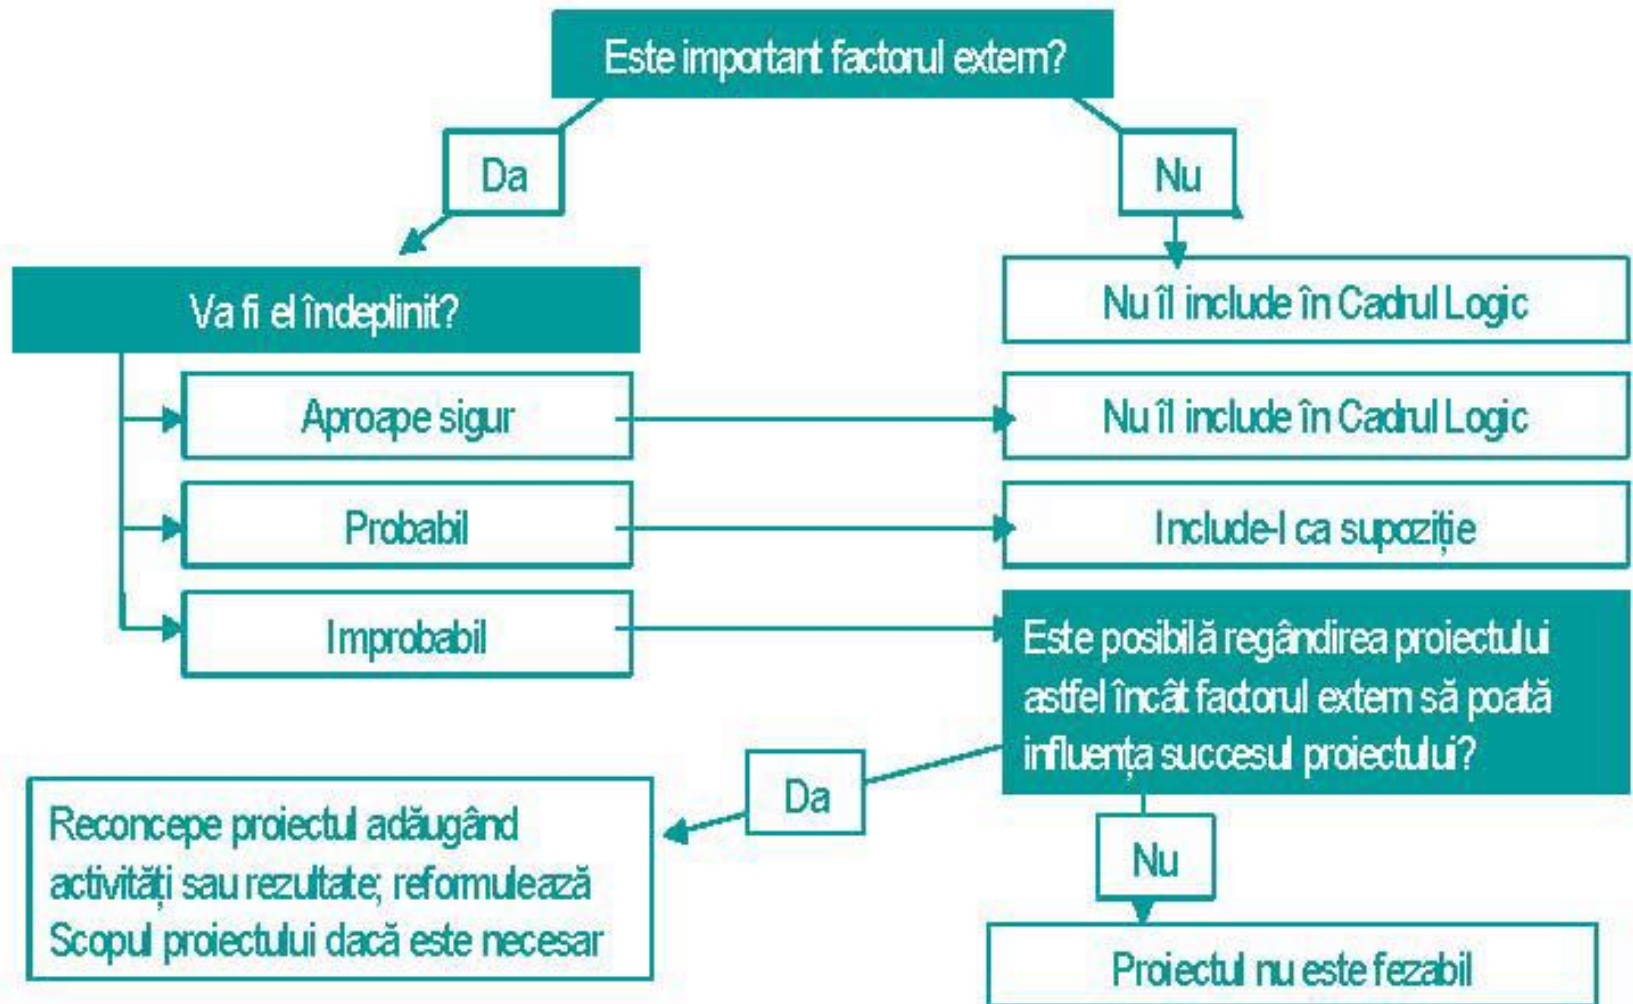 Este important factorul extern?
Da
Nu
Va fi el îndeplinit?
Nu îl include în Cadrul Logic
Aproape sigur
Nu îl include în Cadrul Logic
Probabil
Include-l ca supoziție
Improbabil
Este posibilă regândirea proiectului
astfel încât factorul extern să poată
influența succesul proiectului?
Da
Reconcepe proiectul adăugând
activități sau rezultate; reformulează
Scopul proiectului dacă este necesar
Nu
Proiectul nu este fezabil